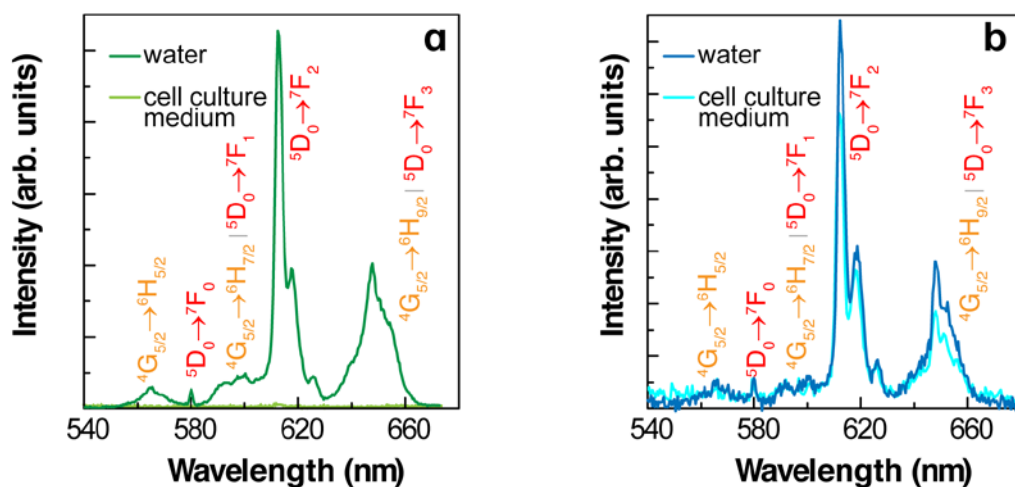 a
water
cell culture
medium
⁵D₀→⁷F₂
⁴G₅/₂→⁶H₅/₂
⁵D₀→⁷F₀
⁴G₅/₂→⁶H₇/₂ | ⁵D₀→⁷F₁
⁴G₅/₂→⁶H₉/₂ | ⁵D₀→⁷F₃
Intensity (arb. units)
540 580 620 660
Wavelength (nm)
b
water
cell culture
medium
⁵D₀→⁷F₂
⁴G₅/₂→⁶H₅/₂
⁵D₀→⁷F₀
⁴G₅/₂→⁶H₇/₂ | ⁵D₀→⁷F₁
⁴G₅/₂→⁶H₉/₂ | ⁵D₀→⁷F₃
Intensity (arb. units)
540 580 620 660
Wavelength (nm)